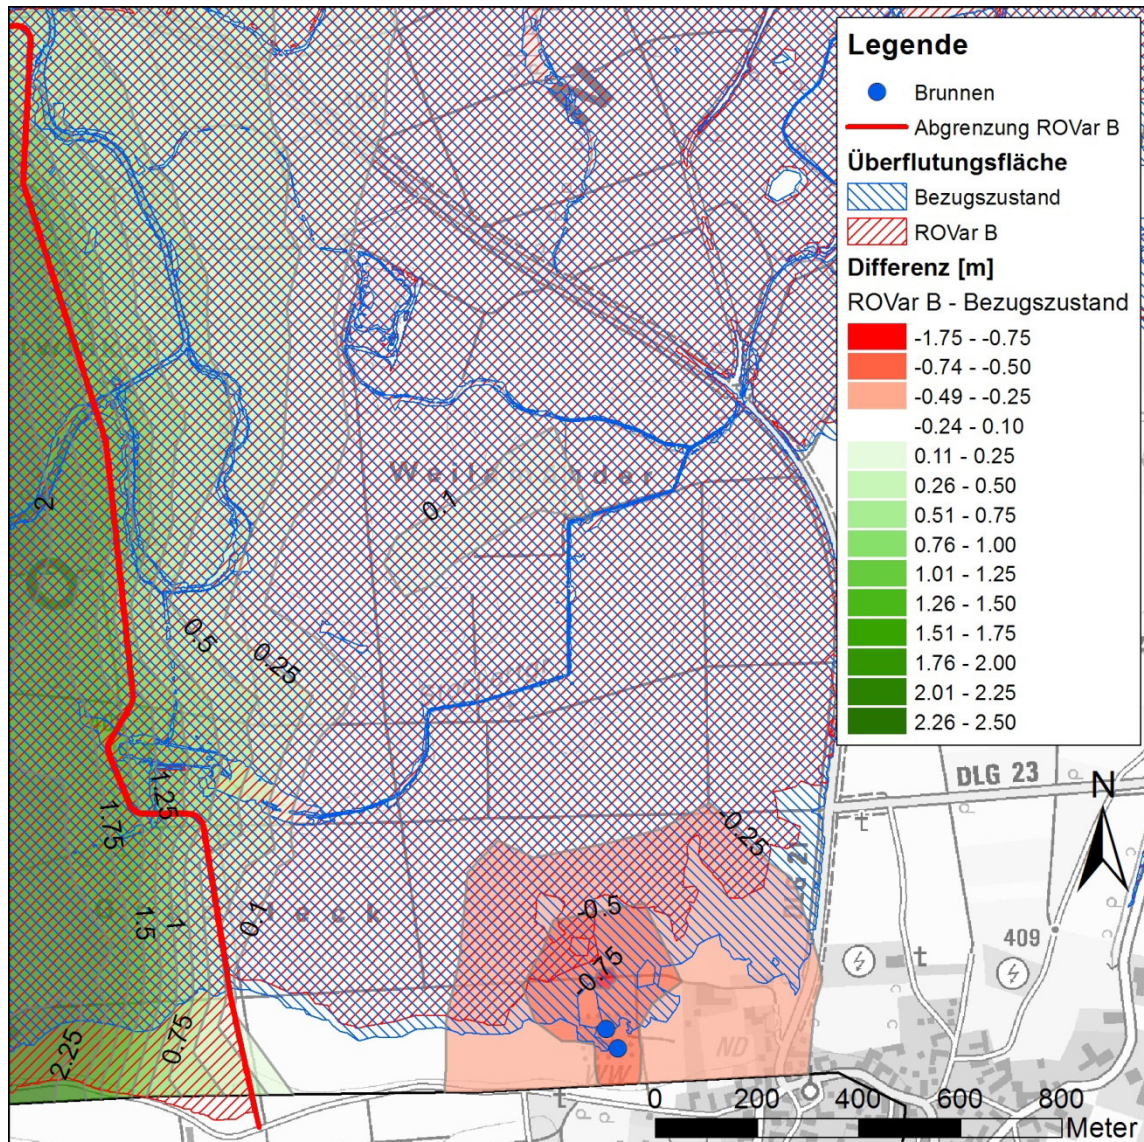 Legende
Brunnen
Abgrenzung ROVar B
Überflutungsfläche
Bezugszustand
ROVar B
Differenz [m]
ROVar B - Bezugszustand
-1.75 - -0.75
-0.74 - -0.50
-0.49 - -0.25
-0.24 - 0.10
0.11 - 0.25
0.26 - 0.50
0.51 - 0.75
0.76 - 1.00
1.01 - 1.25
1.26 - 1.50
1.51 - 1.75
1.76 - 2.00
2.01 - 2.25
2.26 - 2.50
0.1
2
0.5
0.25
1.25
1.75
DLG 23
N
-0.25
-0.5
0.1
1
1.5
409
-0.75
0.75
2.25
ND
WW
0 200 400 600 800
Meter